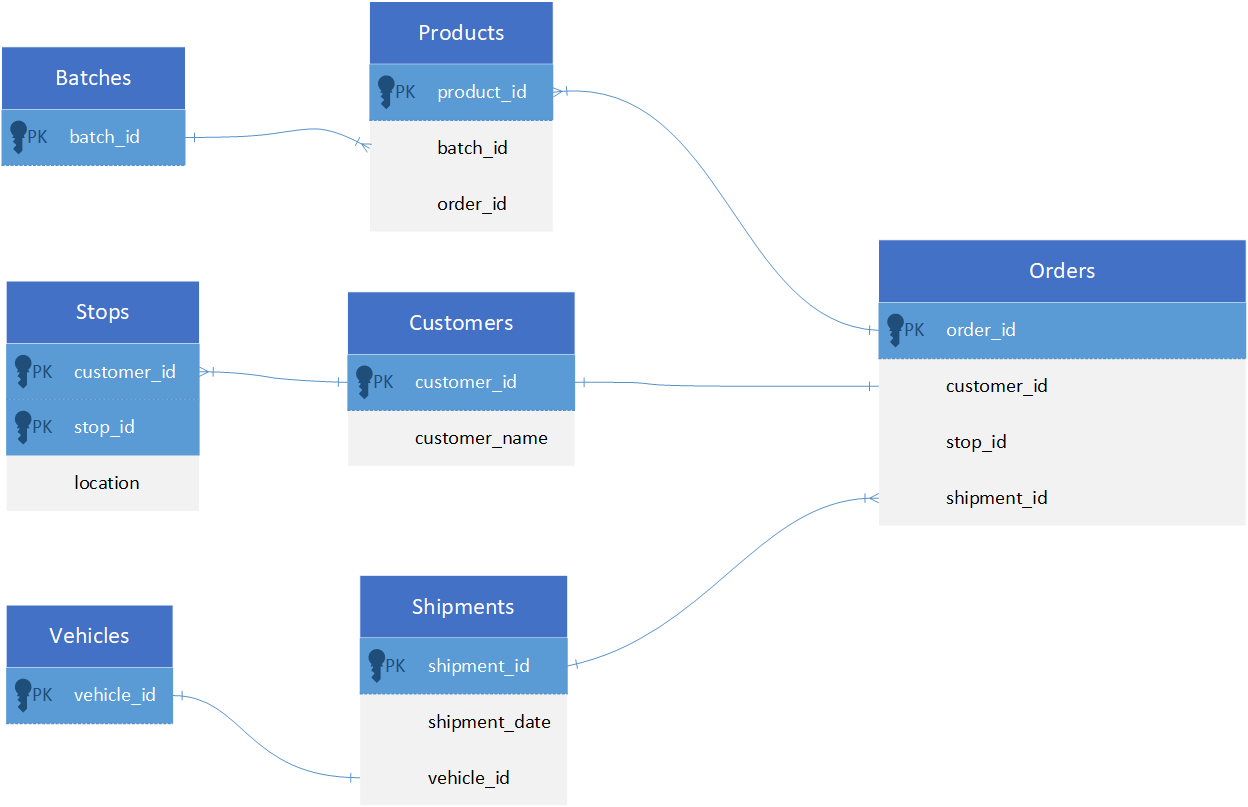 Batches
PK batch_id
Products
PK product_id
batch_id
order_id
Stops
PK customer_id
PK stop_id
location
Customers
PK customer_id
customer_name
Orders
PK order_id
customer_id
stop_id
shipment_id
Vehicles
PK vehicle_id
Shipments
PK shipment_id
shipment_date
vehicle_id